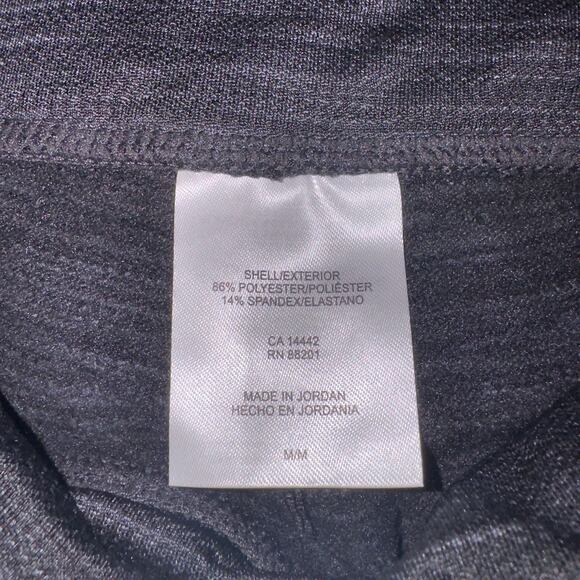 SHELL/EXTERIOR
86% POLYESTER/POLIÉSTER
14% SPANDEX/ELASTANO
CA 14442
RN 88201
MADE IN JORDAN
HECHO EN JORDANIA
M/M